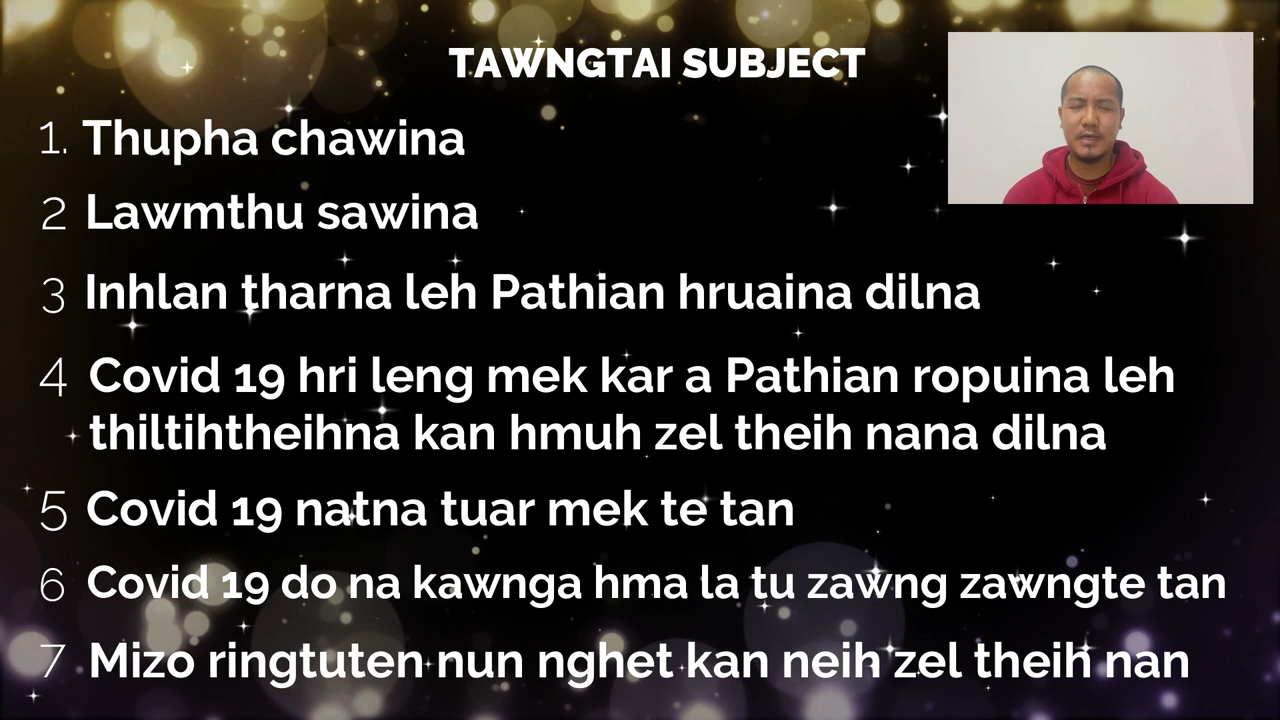 TAWNGTAI SUBJECT
1. Thupha chawina
2 Lawmthu sawina
3 Inhlan ṭharna leh Pathian hruaina dilna
4 Covid 19 hri leng mek kar a Pathian ropuina leh
thiltihtheihna kan hmuh zel theih nana dilna
5 Covid 19 natna tuar mek te tan
6 Covid 19 do na kawnga hma la tu zawng zawngte tan
7 Mizo ringtuten nun nghet kan neih zel theih nan